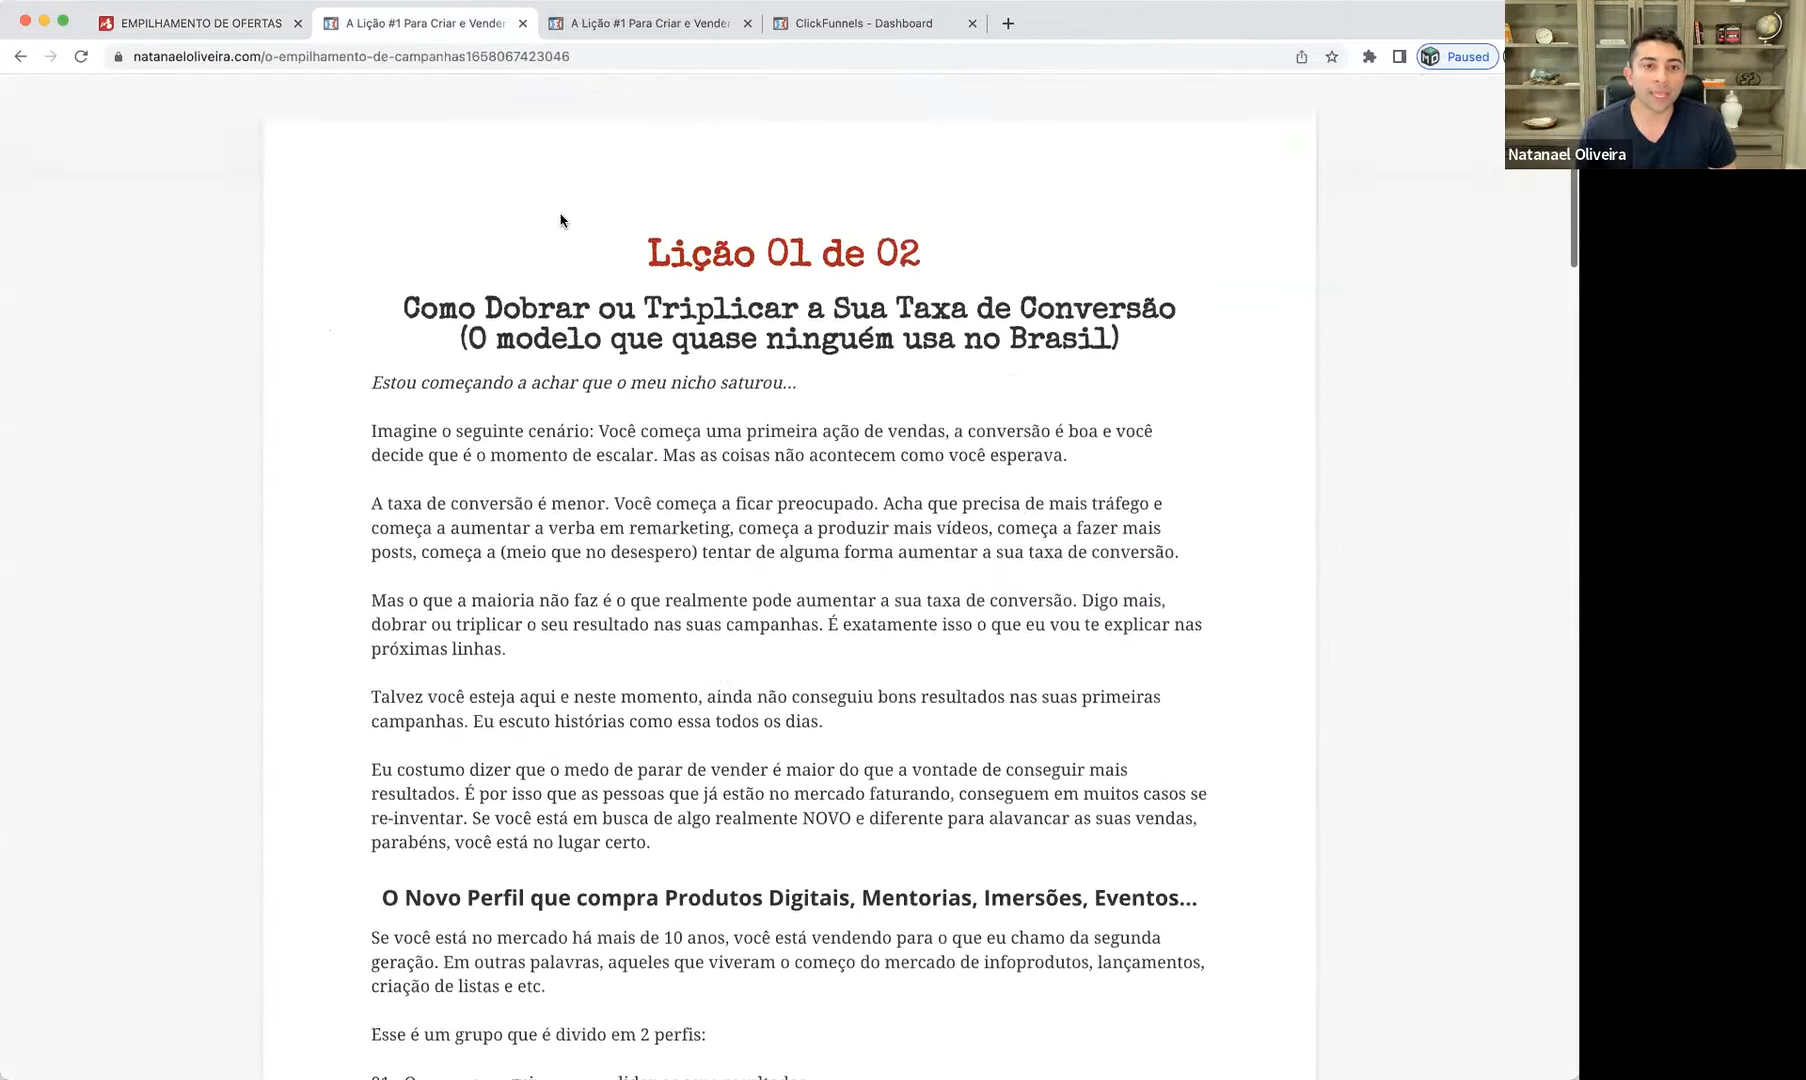 EMPILHAMENTO DE OFERTAS
A Lição #1 Para Criar e Vender
A Lição #1 Para Criar e Vender
ClickFunnels - Dashboard
natanaeloliveira.com/o-empilhamento-de-campanhas1658067423046
Paused
Natanael Oliveira
Lição 01 de 02
Como Dobrar ou Triplicar a Sua Taxa de Conversão
(O modelo que quase ninguém usa no Brasil)
Estou começando a achar que o meu nicho saturou...
Imagine o seguinte cenário: Você começa uma primeira ação de vendas, a conversão é boa e você
decide que é o momento de escalar. Mas as coisas não acontecem como você esperava.
A taxa de conversão é menor. Você começa a ficar preocupado. Acha que precisa de mais tráfego e
começa a aumentar a verba em remarketing, começa a produzir mais vídeos, começa a fazer mais
posts, começa a (meio que no desespero) tentar de alguma forma aumentar a sua taxa de conversão.
Mas o que a maioria não faz é o que realmente pode aumentar a sua taxa de conversão. Digo mais,
dobrar ou triplicar o seu resultado nas suas campanhas. É exatamente isso o que eu vou te explicar nas
próximas linhas.
Talvez você esteja aqui e neste momento, ainda não conseguiu bons resultados nas suas primeiras
campanhas. Eu escuto histórias como essa todos os dias.
Eu costumo dizer que o medo de parar de vender é maior do que a vontade de conseguir mais
resultados. É por isso que as pessoas que já estão no mercado faturando, conseguem em muitos casos se
re-inventar. Se você está em busca de algo realmente NOVO e diferente para alavancar as suas vendas,
parabéns, você está no lugar certo.
O Novo Perfil que compra Produtos Digitais, Mentorias, Imersões, Eventos...
Se você está no mercado há mais de 10 anos, você está vendendo para o que eu chamo da segunda
geração. Em outras palavras, aqueles que viveram o começo do mercado de infoprodutos, lançamentos,
criação de listas e etc.
Esse é um grupo que é divido em 2 perfis: